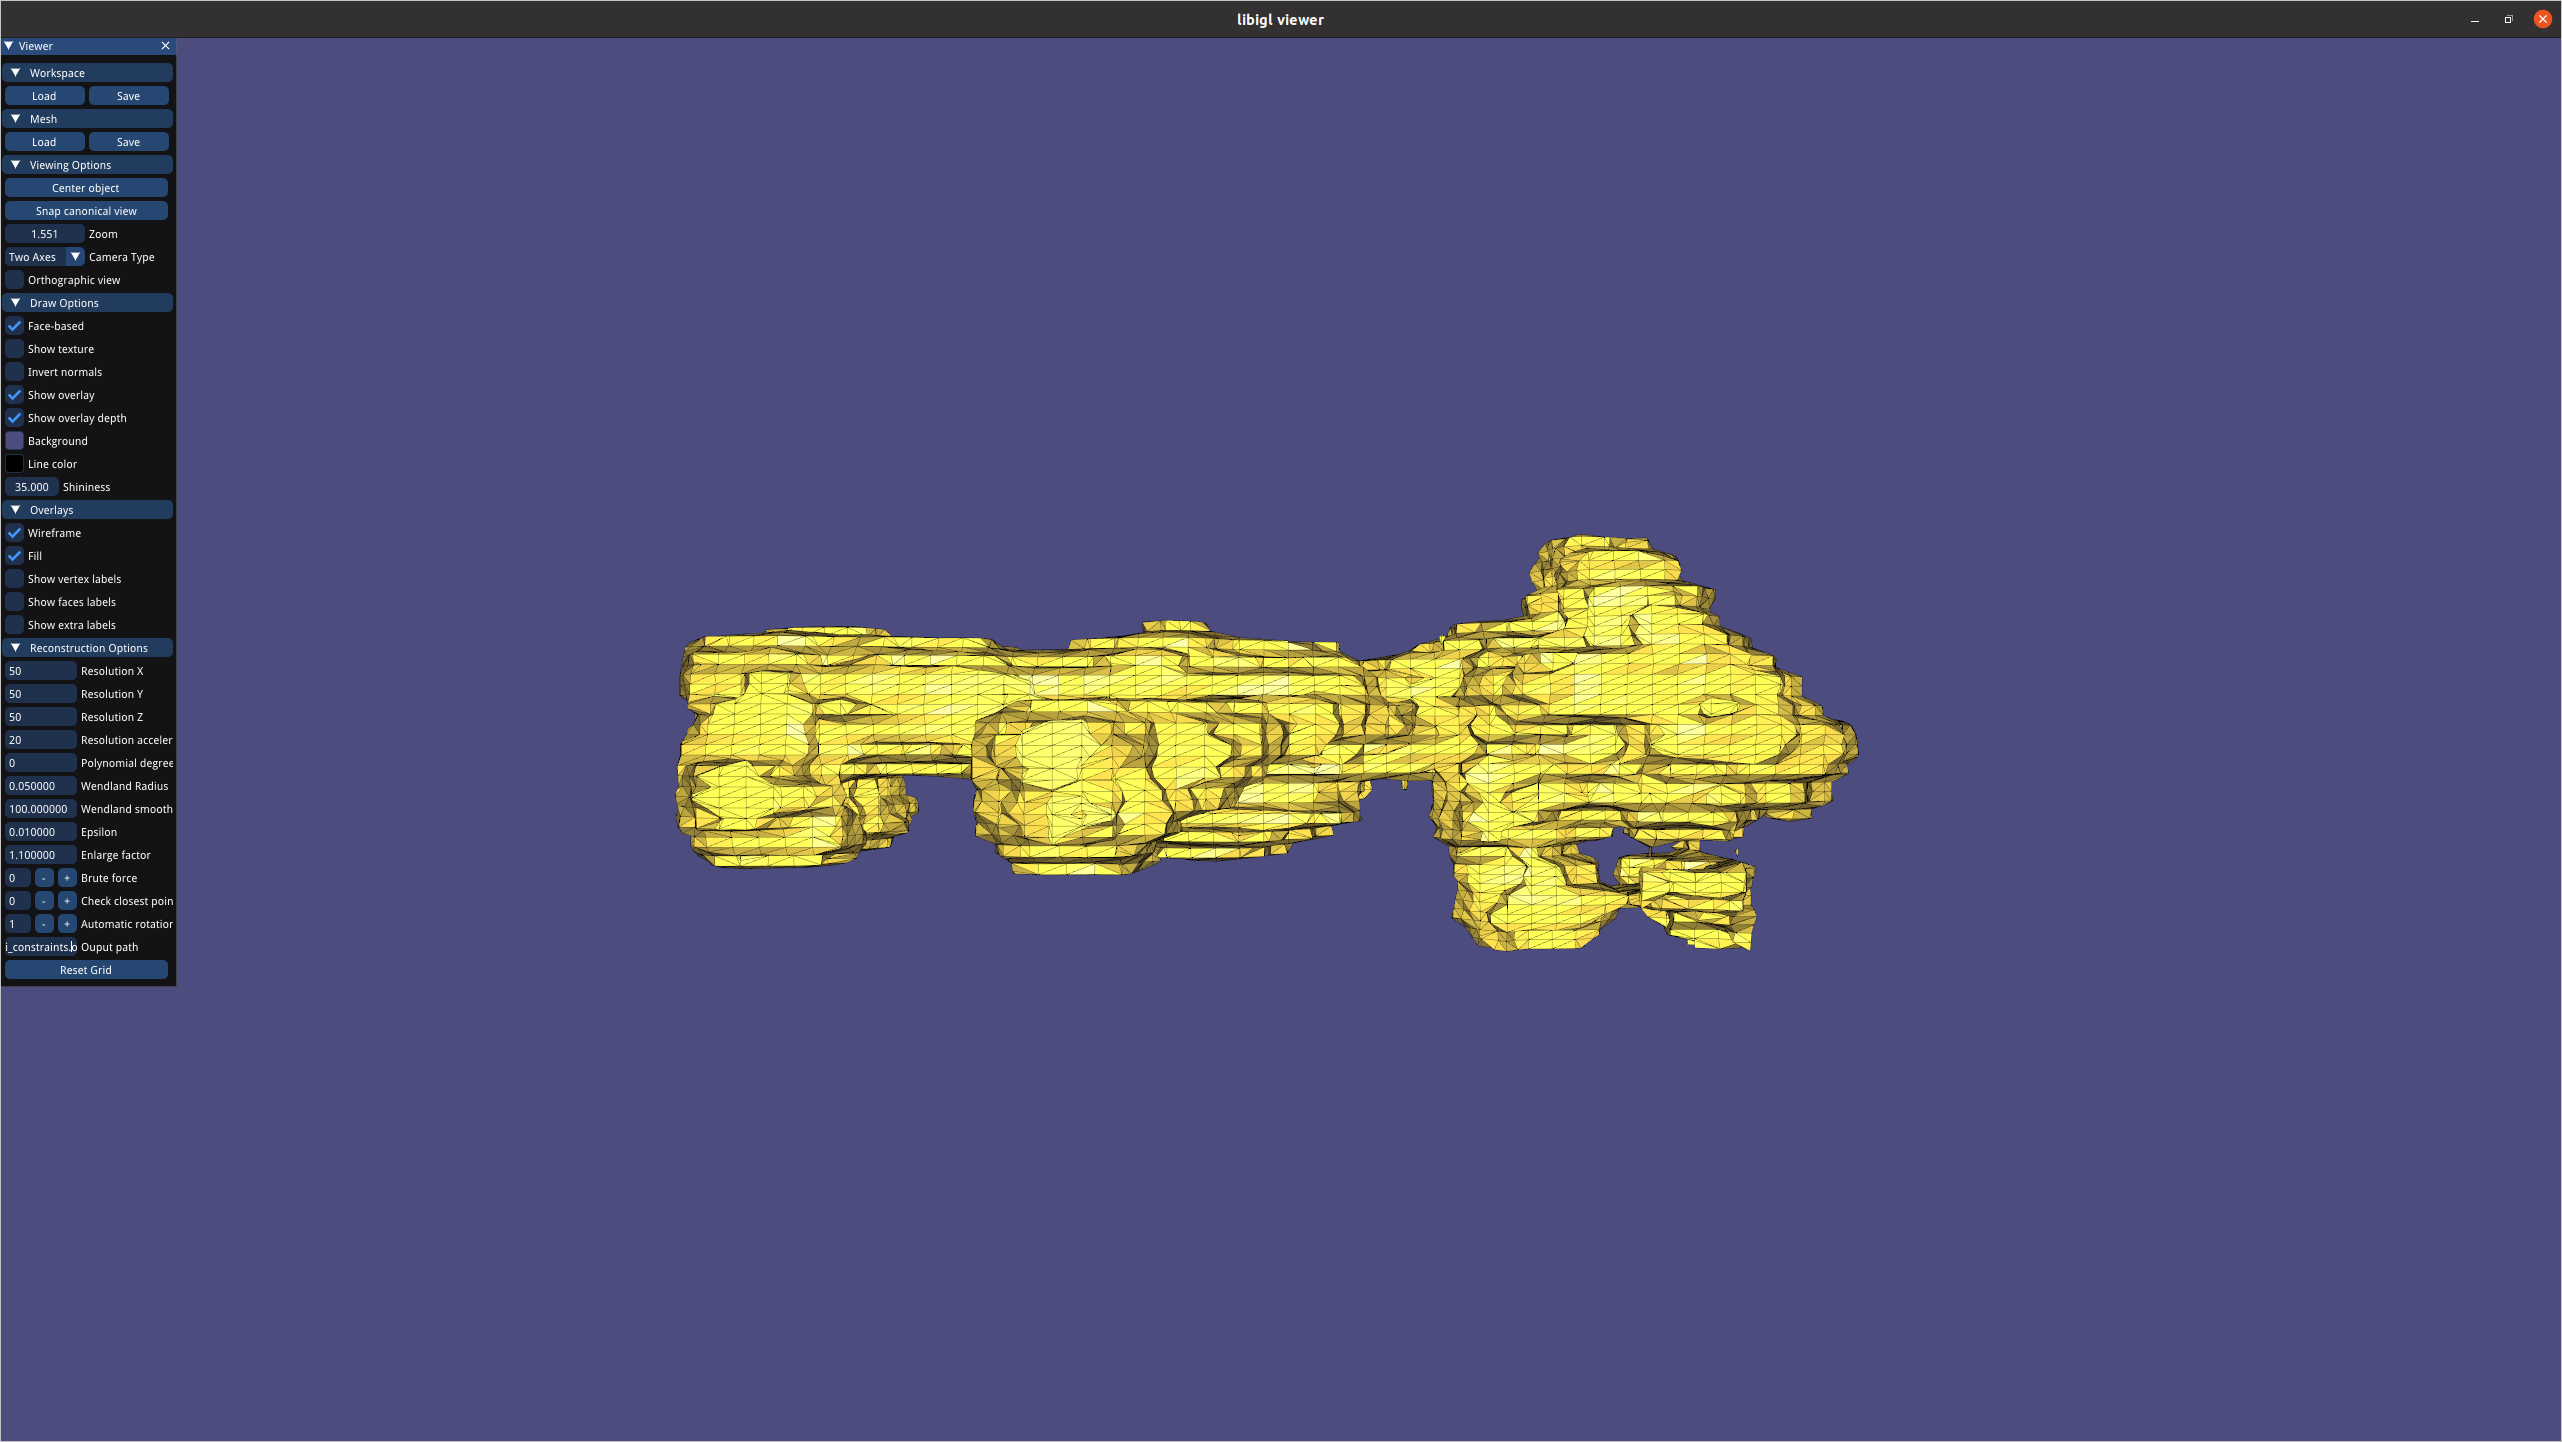 libigl viewer
Viewer
Workspace
Load Save
Mesh
Load Save
Viewing Options
Center object
Snap canonical view
1.551 Zoom
Two Axes Camera Type
Orthographic view
Draw Options
Face-based
Show texture
Invert normals
Show overlay
Show overlay depth
Background
Line color
35.000 Shininess
Overlays
Wireframe
Fill
Show vertex labels
Show faces labels
Show extra labels
Reconstruction Options
50 Resolution X
50 Resolution Y
50 Resolution Z
20 Resolution acceler
0 Polynomial degree
0.050000 Wendland Radius
100.000000 Wendland smooth
0.010000 Epsilon
1.100000 Enlarge factor
0 - + Brute force
0 - + Check closest poin
1 - + Automatic rotation
i_constraints.o Ouput path
Reset Grid